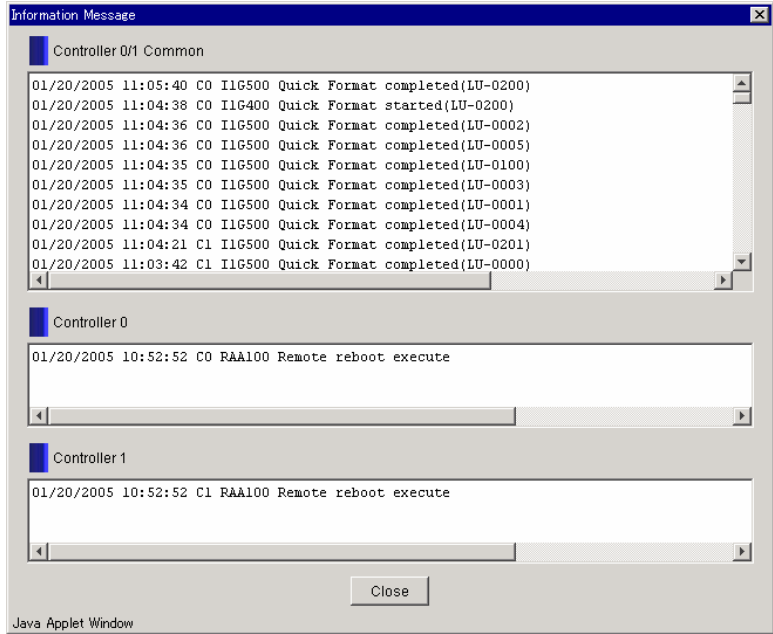 Information Message
Controller 0/1 Common
01/20/2005 11:05:40 C0 I1G500 Quick Format completed(LU-0200)
01/20/2005 11:04:38 C0 I1G400 Quick Format started(LU-0200)
01/20/2005 11:04:36 C0 I1G500 Quick Format completed(LU-0002)
01/20/2005 11:04:36 C0 I1G500 Quick Format completed(LU-0005)
01/20/2005 11:04:35 C0 I1G500 Quick Format completed(LU-0100)
01/20/2005 11:04:35 C0 I1G500 Quick Format completed(LU-0003)
01/20/2005 11:04:34 C0 I1G500 Quick Format completed(LU-0001)
01/20/2005 11:04:34 C0 I1G500 Quick Format completed(LU-0004)
01/20/2005 11:04:21 C1 I1G500 Quick Format completed(LU-0201)
01/20/2005 11:03:42 C1 I1G500 Quick Format completed(LU-0000)
Controller 0
01/20/2005 10:52:52 C0 RAA100 Remote reboot execute
Controller 1
01/20/2005 10:52:52 C1 RAA100 Remote reboot execute
Close
Java Applet Window